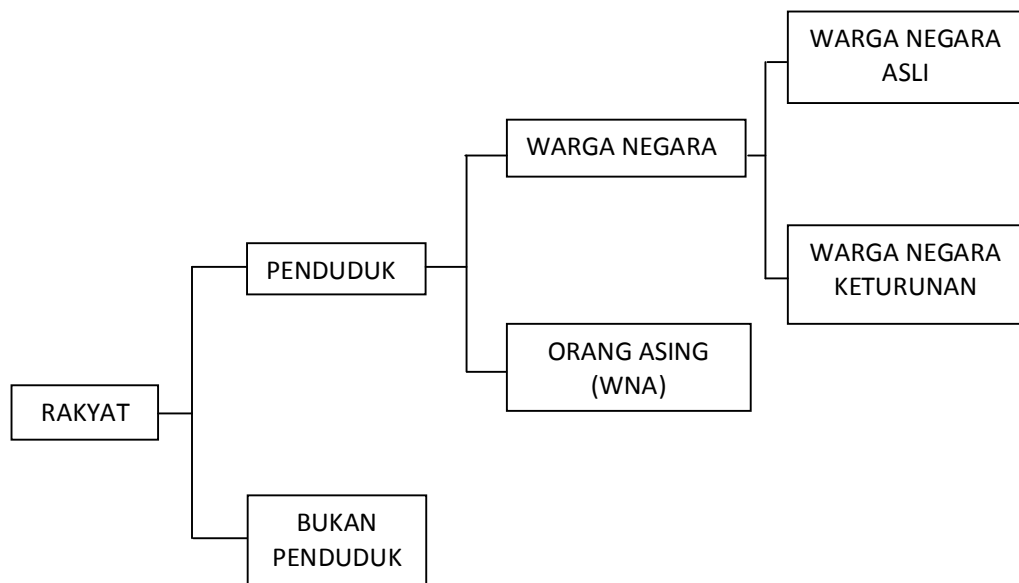 WARGA NEGARA
ASLI
WARGA NEGARA
WARGA NEGARA
KETURUNAN
PENDUDUK
ORANG ASING
(WNA)
RAKYAT
BUKAN
PENDUDUK